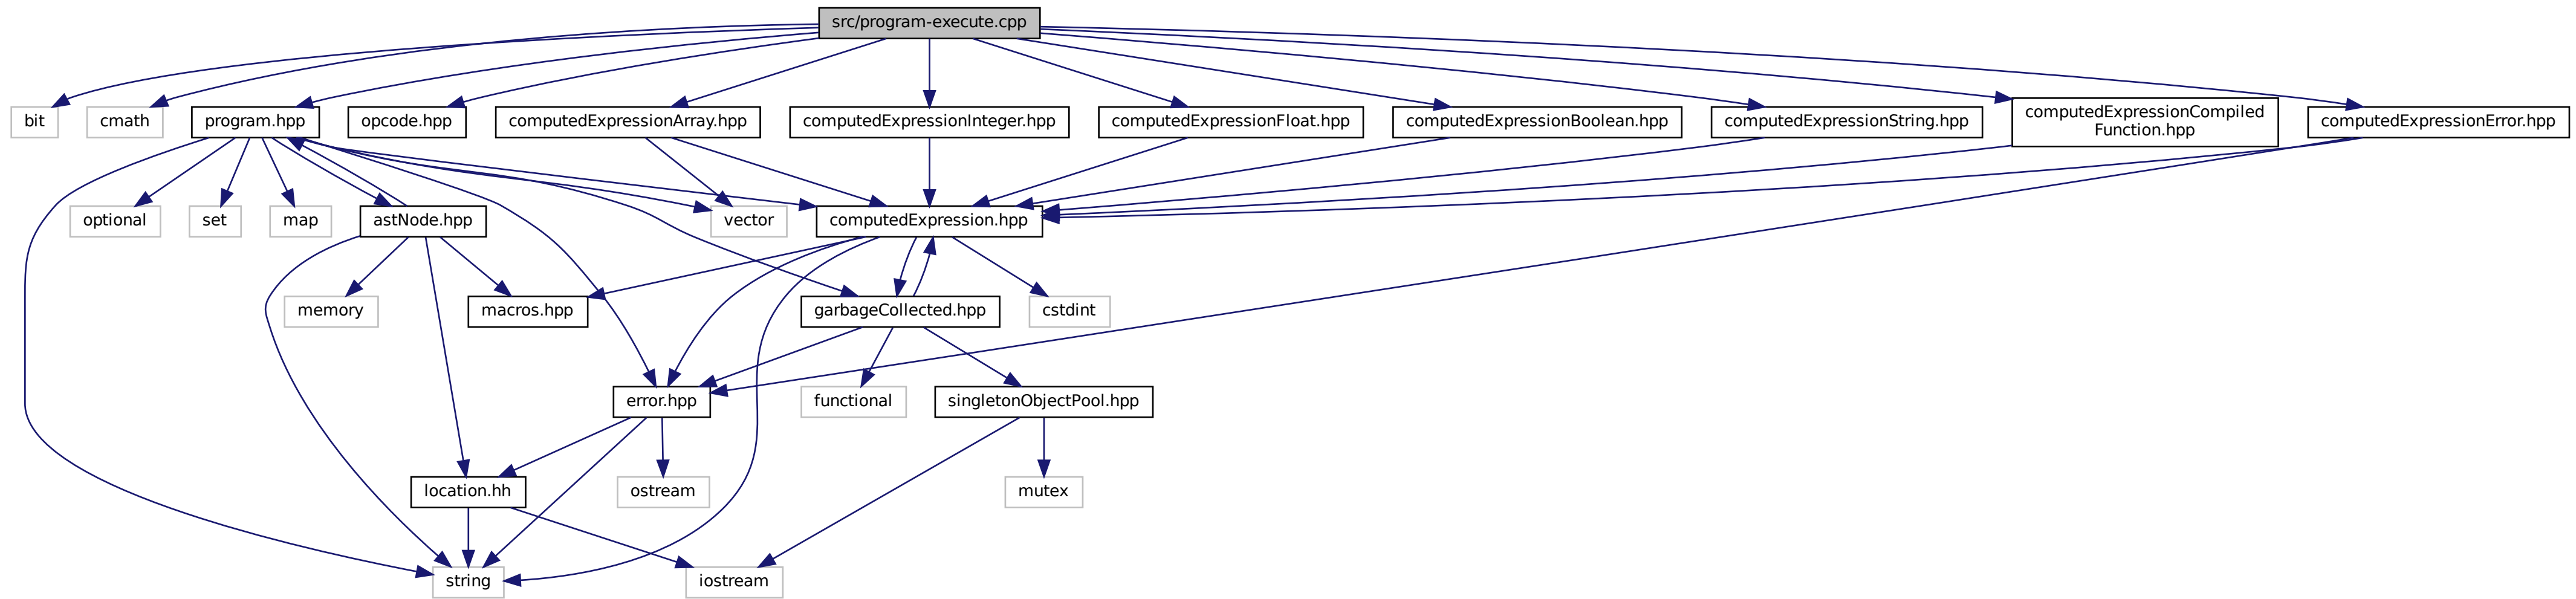 src/program-execute.cpp
bit
cmath
program.hpp
opcode.hpp
computedExpressionArray.hpp
computedExpressionInteger.hpp
computedExpressionFloat.hpp
computedExpressionBoolean.hpp
computedExpressionString.hpp
computedExpressionCompiled
Function.hpp
computedExpressionError.hpp
optional
set
map
astNode.hpp
vector
computedExpression.hpp
memory
macros.hpp
garbageCollected.hpp
cstdint
error.hpp
functional
singletonObjectPool.hpp
location.hh
ostream
mutex
string
iostream